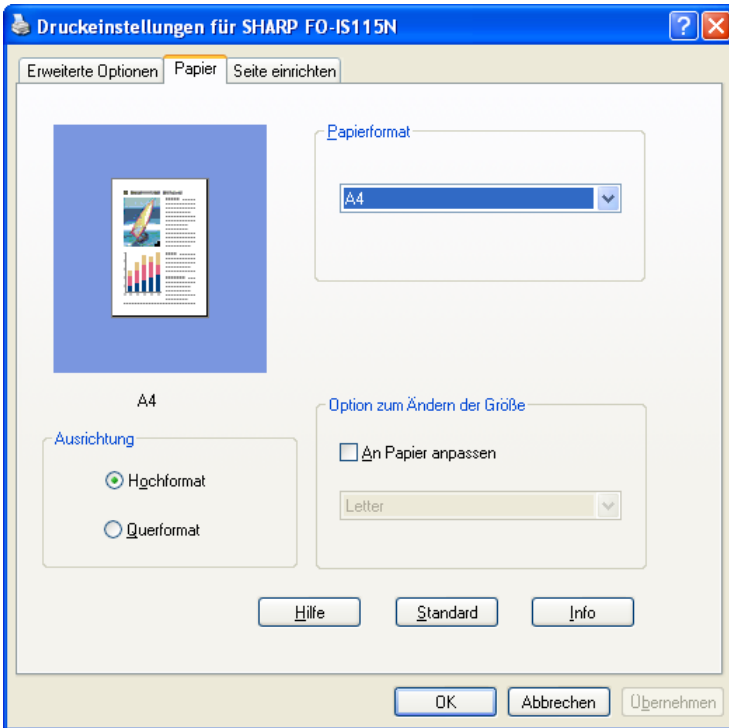 Druckeinstellungen für SHARP FO-IS115N
Erweiterte Optionen
Papier
Seite einrichten
Papierformat
A4
A4
Ausrichtung
Hochformat
Querformat
Option zum Ändern der Größe
An Papier anpassen
Letter
Hilfe
Standard
Info
OK
Abbrechen
Übernehmen